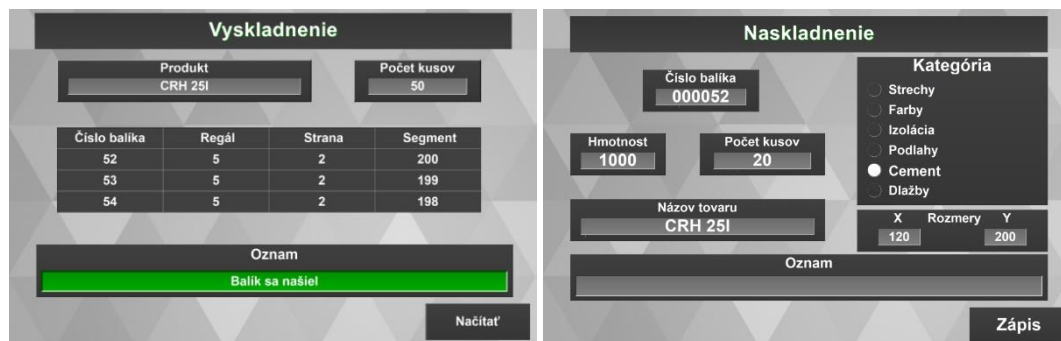 Vyskladnenie
Produkt
CRH 25l
Počet kusov
50
Číslo balíka Regál Strana Segment
52 5 2 200
53 5 2 199
54 5 2 198
Oznam
Balík sa našiel
Načítať
Naskladnenie
Číslo balíka
000052
Hmotnost
1000
Počet kusov
20
Názov tovaru
CRH 25l
Kategória
Strechy
Farby
Izolácia
Podlahy
Cement
Dlažby
X Rozmery Y
120 200
Oznam
Zápis